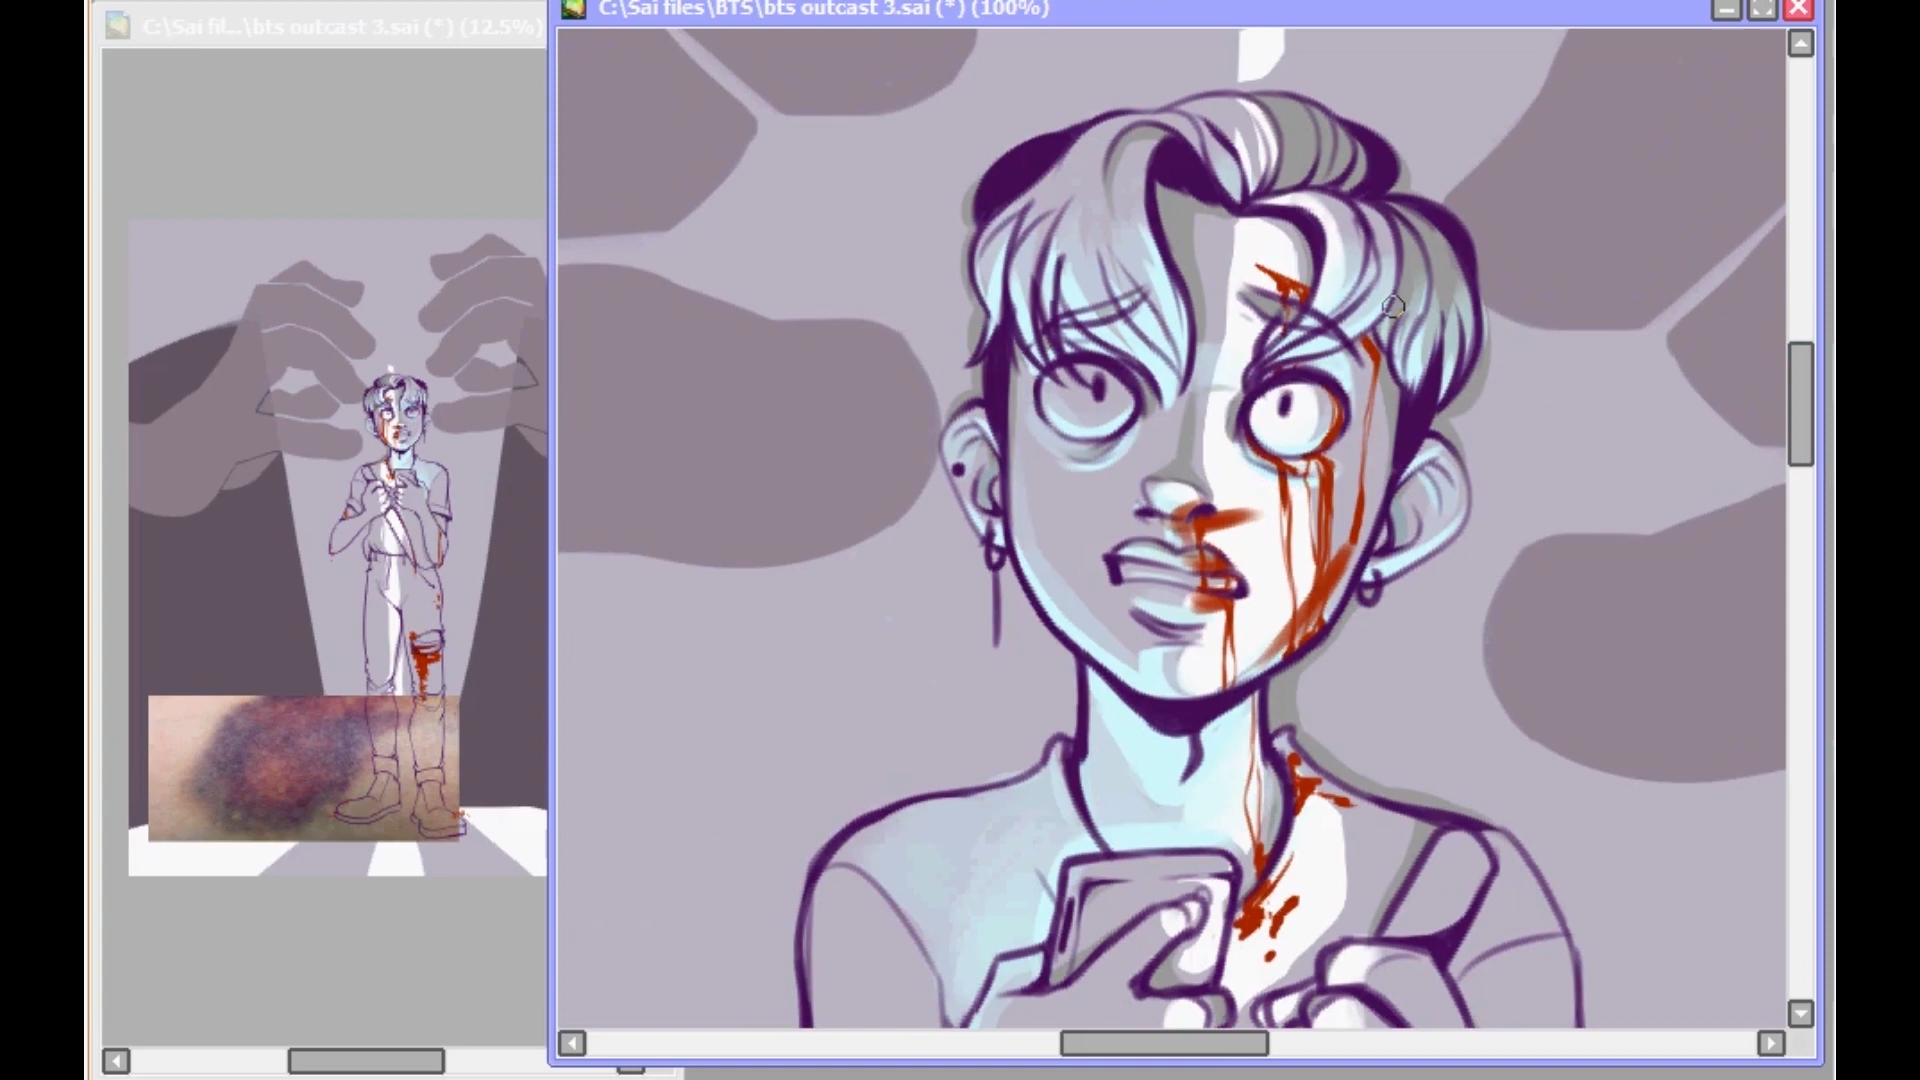 C:\Sai fil...\bts outcast 3.sai (*) (12.5%)
C:\Sai files\BTS\bts outcast 3.sai (*) (100%)